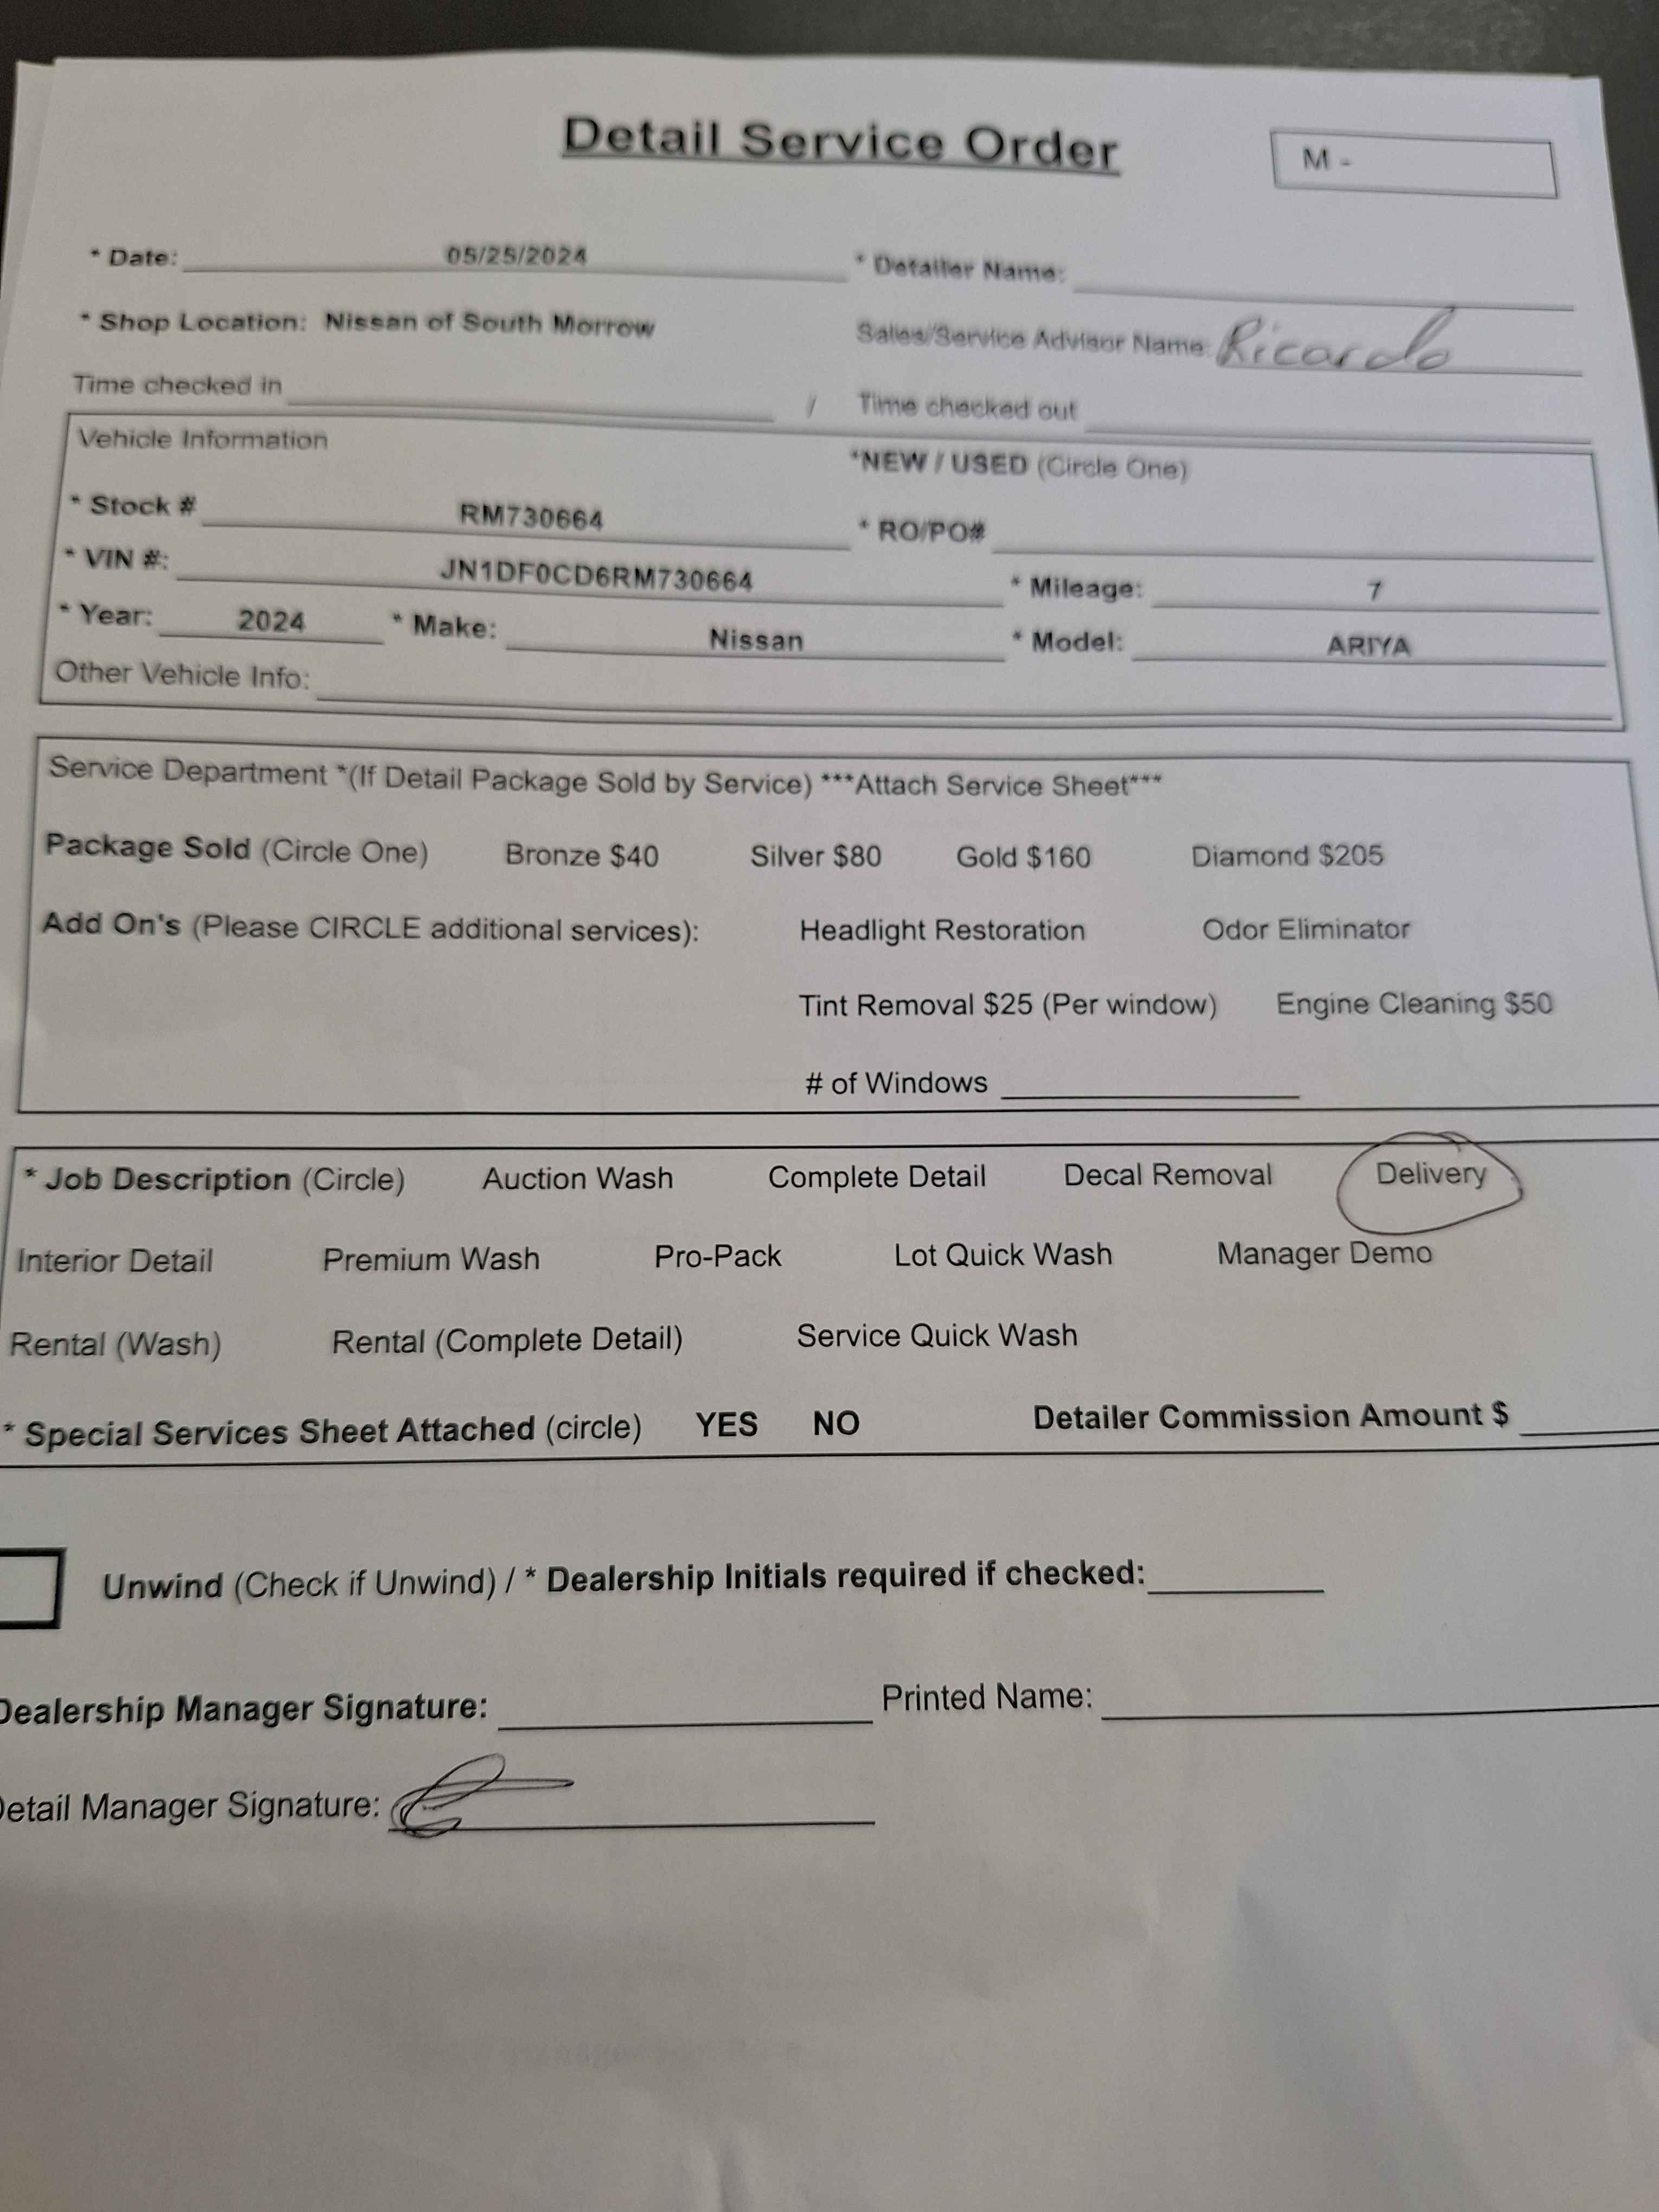 Detail Service Order
M -
* Date: 05/25/2024 * Detailer Name:
* Shop Location: Nissan of South Morrow Sales/Service Advisor Name: Ricardo
Time checked in / Time checked out
Vehicle Information *NEW / USED (Circle One)
* Stock # RM730664 * RO/PO#
* VIN #: JN1DF0CD6RM730664 * Mileage: 7
* Year: 2024 * Make: Nissan * Model: ARIYA
Other Vehicle Info:
Service Department *(If Detail Package Sold by Service) ***Attach Service Sheet***
Package Sold (Circle One) Bronze $40 Silver $80 Gold $160 Diamond $205
Add On's (Please CIRCLE additional services): Headlight Restoration Odor Eliminator
Tint Removal $25 (Per window) Engine Cleaning $50
# of Windows
* Job Description (Circle) Auction Wash Complete Detail Decal Removal Delivery
Interior Detail Premium Wash Pro-Pack Lot Quick Wash Manager Demo
Rental (Wash) Rental (Complete Detail) Service Quick Wash
* Special Services Sheet Attached (circle) YES NO Detailer Commission Amount $
Unwind (Check if Unwind) / * Dealership Initials required if checked:
Dealership Manager Signature: Printed Name:
Detail Manager Signature: